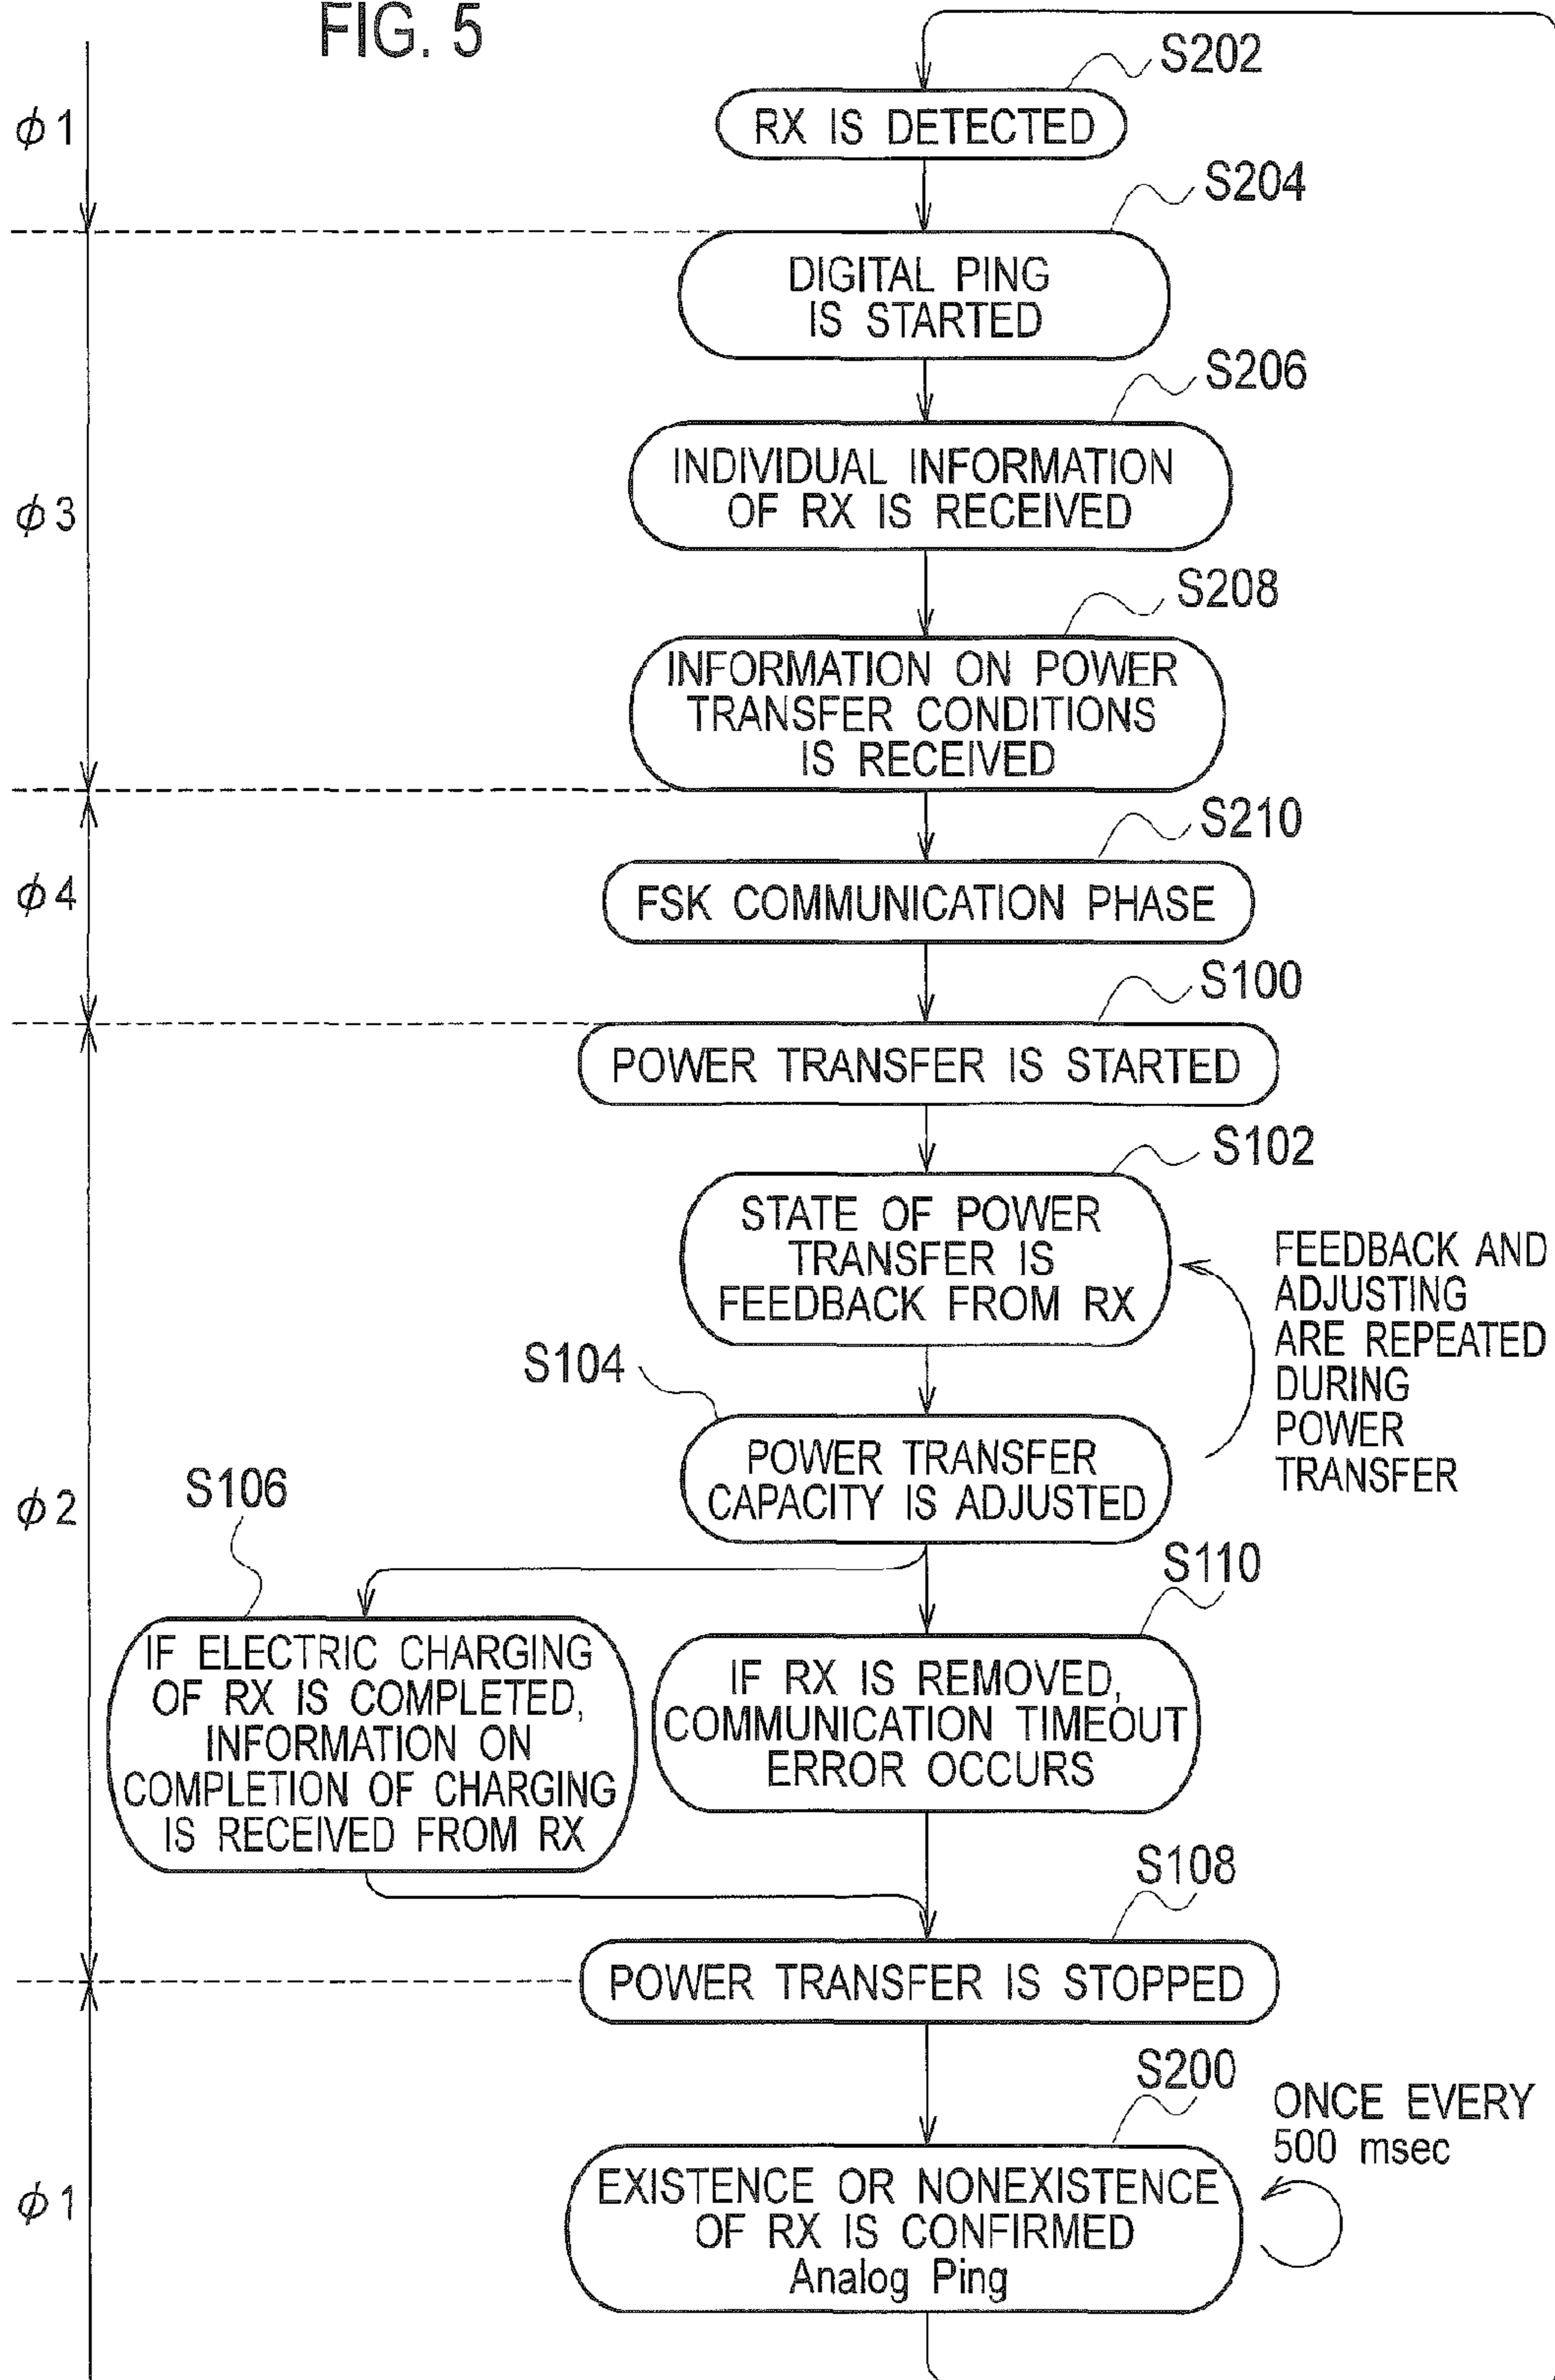 FIG. 5
S202
ϕ1
RX IS DETECTED
S204
DIGITAL PING
IS STARTED
S206
INDIVIDUAL INFORMATION
OF RX IS RECEIVED
ϕ3
S208
INFORMATION ON POWER
TRANSFER CONDITIONS
IS RECEIVED
S210
ϕ4
FSK COMMUNICATION PHASE
S100
POWER TRANSFER IS STARTED
S102
STATE OF POWER
TRANSFER IS
FEEDBACK FROM RX
FEEDBACK AND
ADJUSTING
ARE REPEATED
DURING
POWER
TRANSFER
S104
POWER TRANSFER
CAPACITY IS ADJUSTED
ϕ2
S106
IF ELECTRIC CHARGING
OF RX IS COMPLETED,
INFORMATION ON
COMPLETION OF CHARGING
IS RECEIVED FROM RX
S110
IF RX IS REMOVED,
COMMUNICATION TIMEOUT
ERROR OCCURS
S108
POWER TRANSFER IS STOPPED
S200
ONCE EVERY
500 msec
ϕ1
EXISTENCE OR NONEXISTENCE
OF RX IS CONFIRMED
Analog Ping